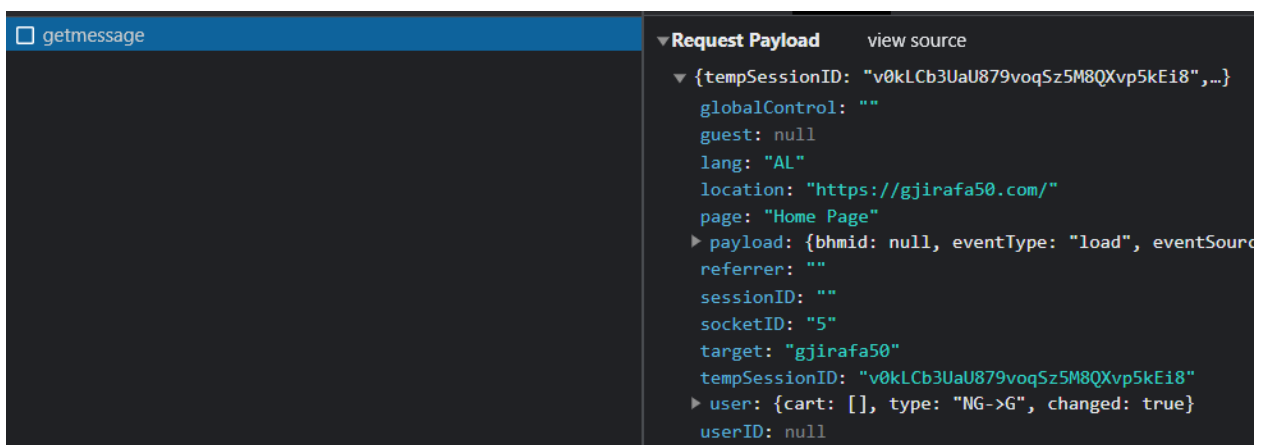 getmessage
▼Request Payload view source
▼ {tempSessionID: "v0kLCb3UaU879voqSz5M8QXvp5kEi8",…}
globalControl: ""
guest: null
lang: "AL"
location: "https://gjirafa50.com/"
page: "Home Page"
▶ payload: {bhmid: null, eventType: "load", eventSourc
referrer: ""
sessionID: ""
socketID: "5"
target: "gjirafa50"
tempSessionID: "v0kLCb3UaU879voqSz5M8QXvp5kEi8"
▶ user: {cart: [], type: "NG->G", changed: true}
userID: null